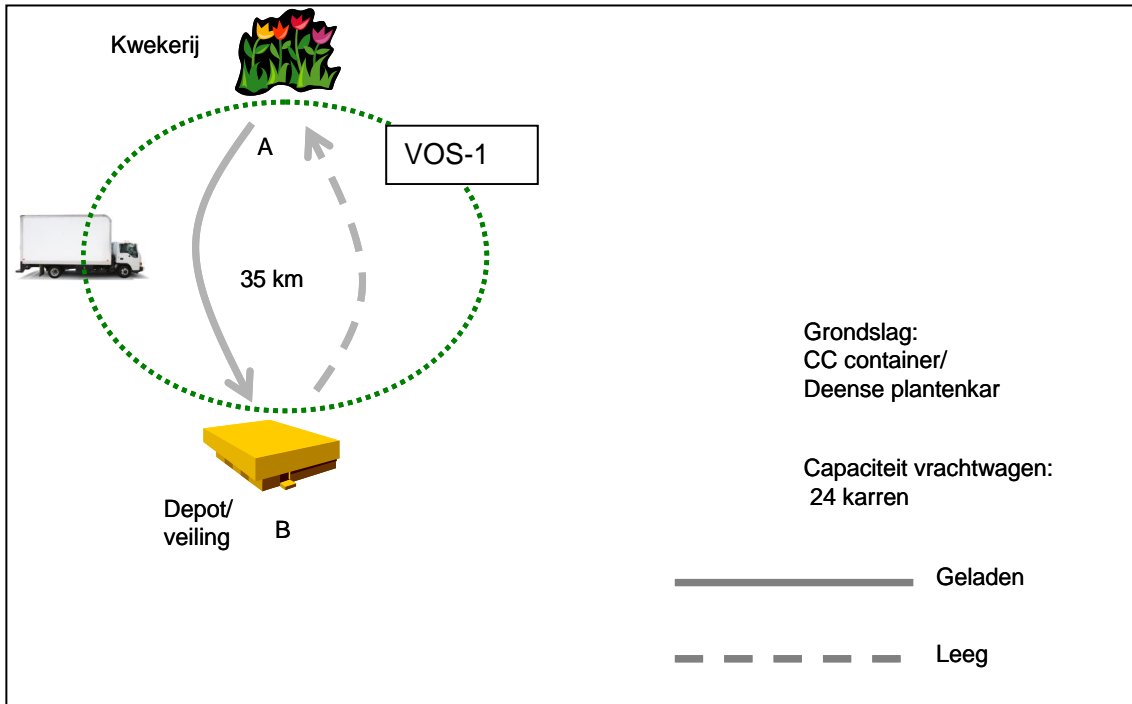 Kwekerij
A
VOS-1
35 km
Depot/
veiling
B
Grondslag:
CC container/
Deense plantenkar
Capaciteit vrachtwagen:
24 karren
Geladen
Leeg